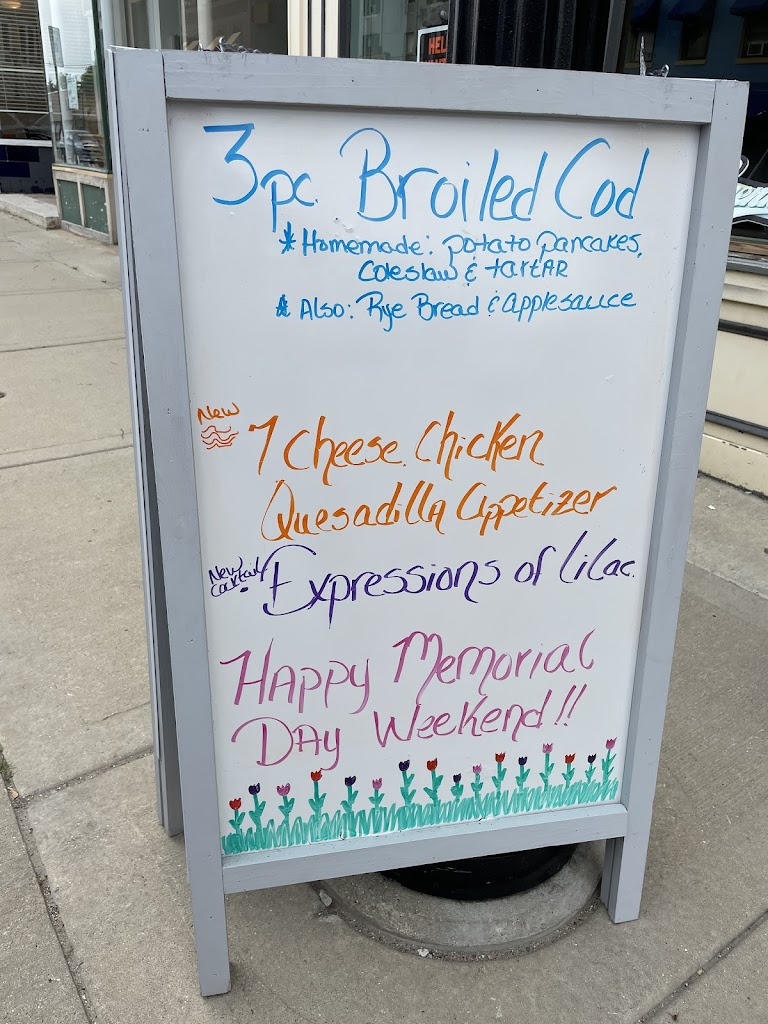 3pc. Broiled Cod
* Homemade: potato pancakes,
Coleslaw & tartAR
* Also: Rye Bread & applesauce
New
7 Cheese Chicken
Quesadilla Appetizer
New
Cocktail
Expressions of Lilac
Happy Memorial
Day Weekend!!
HEL